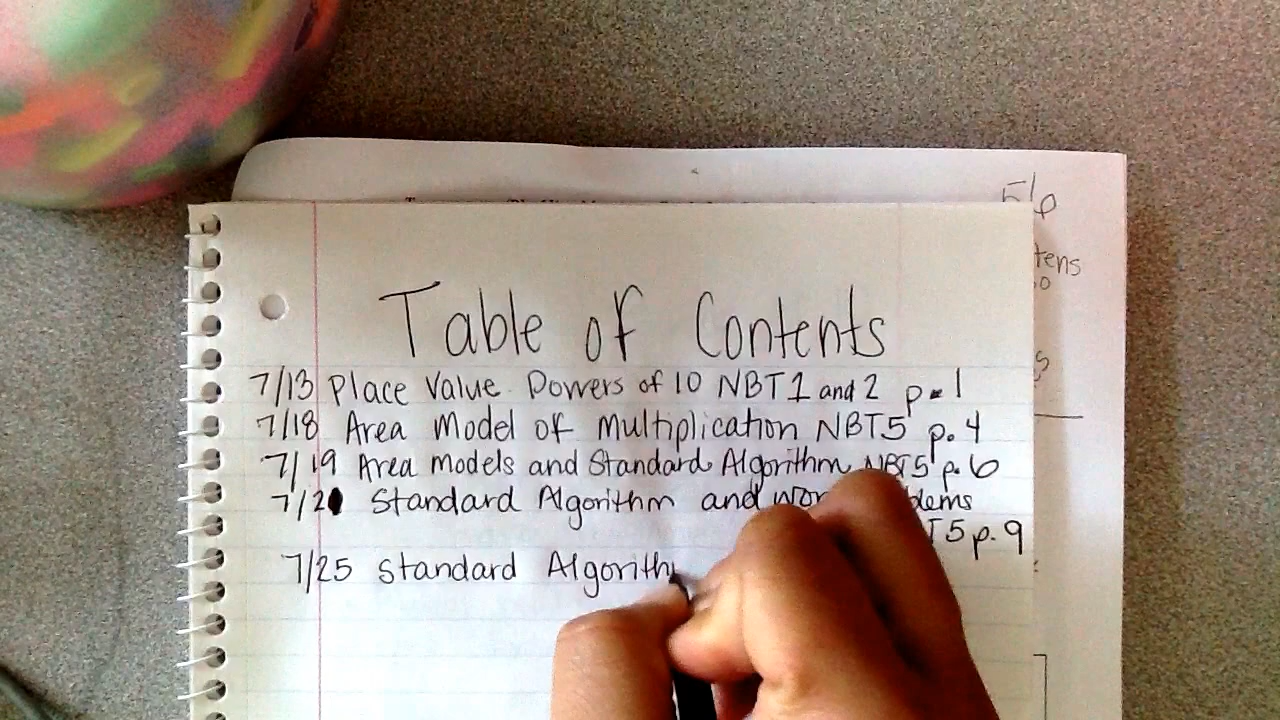 Table of Contents
7/13 Place Value Powers of 10 NBT1 and 2 p.1
7/18 Area Model of Multiplication NBT5 p.4
7/19 Area Models and Standard Algorithm NBT5 p.6
Standard Algorithm and
p.9
7/25 Standard
tens